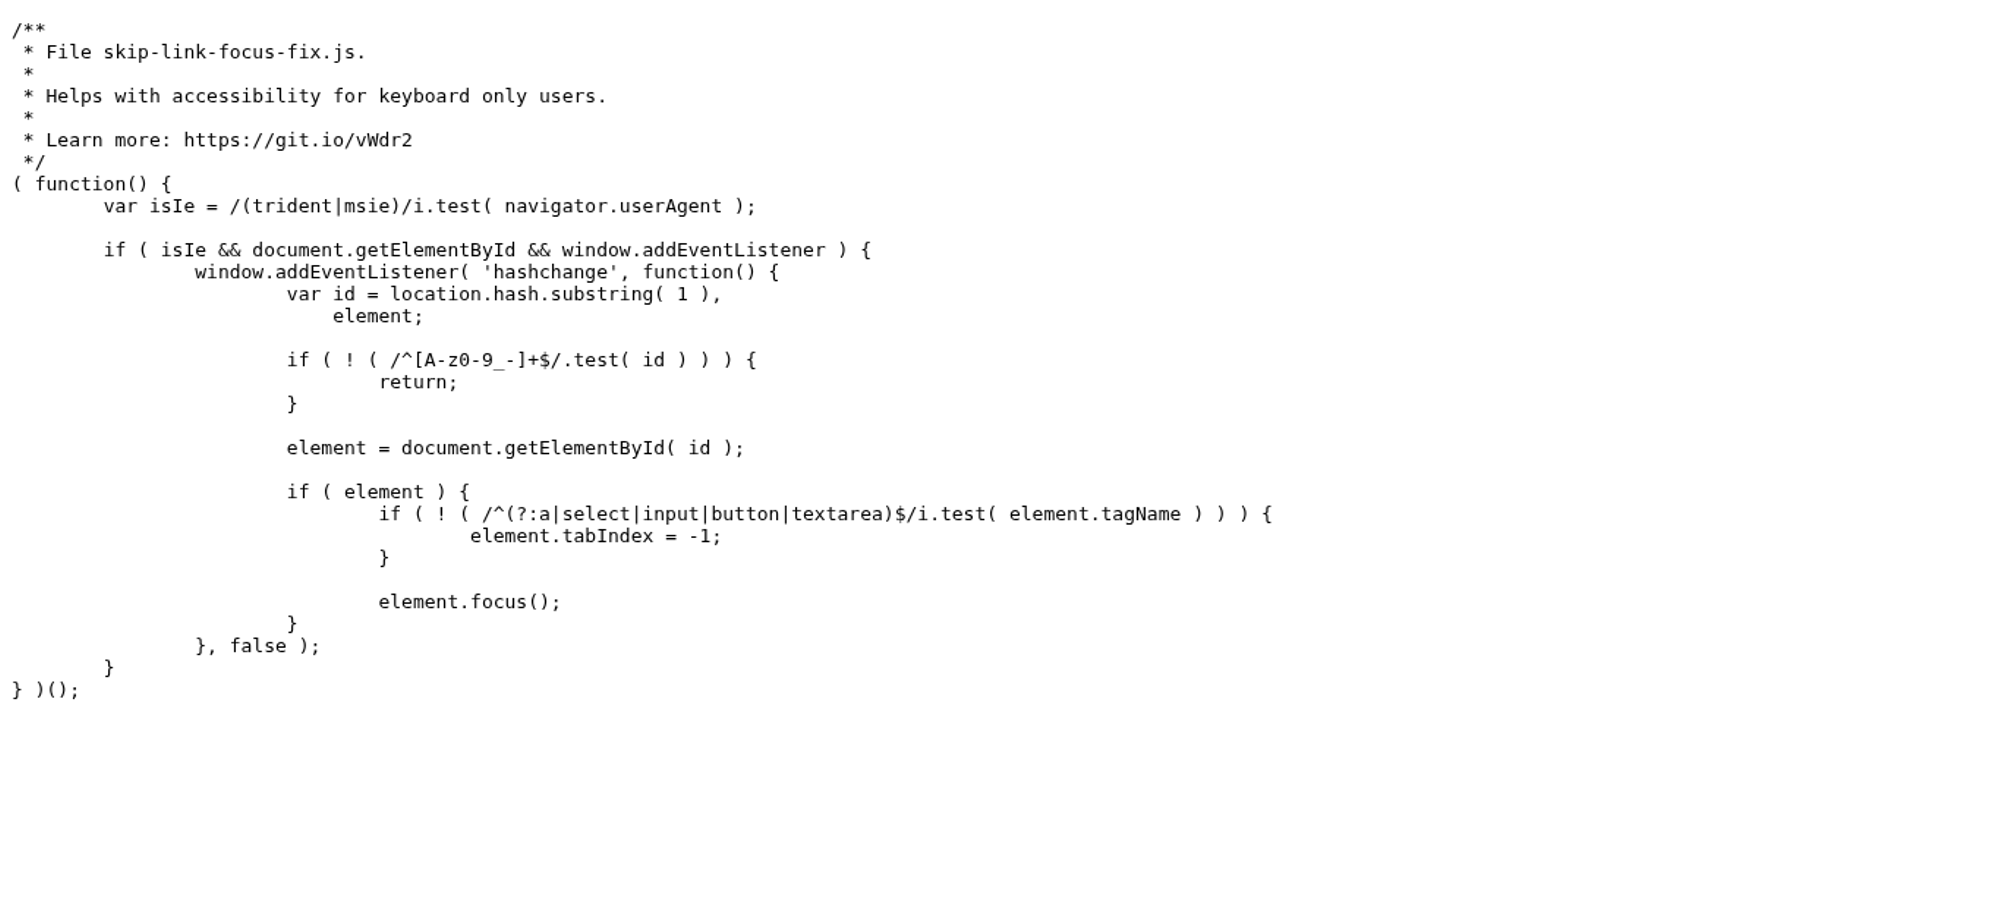 /**
 * File skip-link-focus-fix.js.
 *
 * Helps with accessibility for keyboard only users.
 *
 * Learn more: https://git.io/vWdr2
 */
( function() {
	var isIe = /(trident|msie)/i.test( navigator.userAgent );

	if ( isIe && document.getElementById && window.addEventListener ) {
		window.addEventListener( 'hashchange', function() {
			var id = location.hash.substring( 1 ),
			    element;

			if ( ! ( /^[A-z0-9_-]+$/.test( id ) ) ) {
				return;
			}

			element = document.getElementById( id );

			if ( element ) {
				if ( ! ( /^(?:a|select|input|button|textarea)$/i.test( element.tagName ) ) ) {
					element.tabIndex = -1;
				}

				element.focus();
			}
		}, false );
	}
} )();